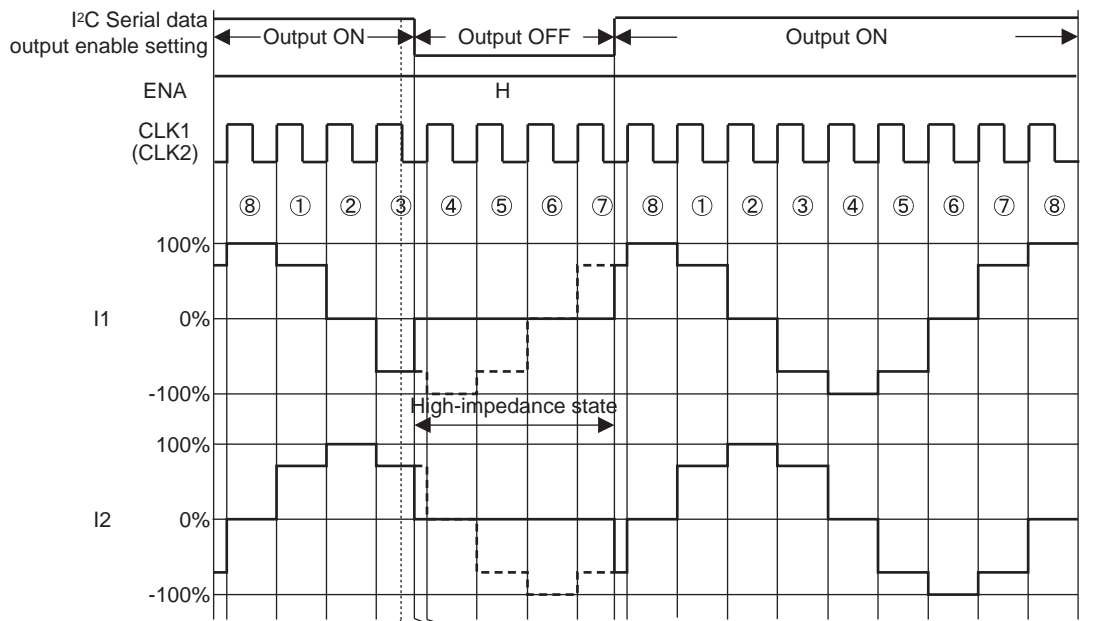 I²C Serial data
output enable setting
Output ON
Output OFF
Output ON
ENA
H
CLK1
(CLK2)
⑧ ① ② ③ ④ ⑤ ⑥ ⑦ ⑧ ① ② ③ ④ ⑤ ⑥ ⑦ ⑧
100%
I1
0%
-100%
High-impedance state
100%
I2
0%
-100%